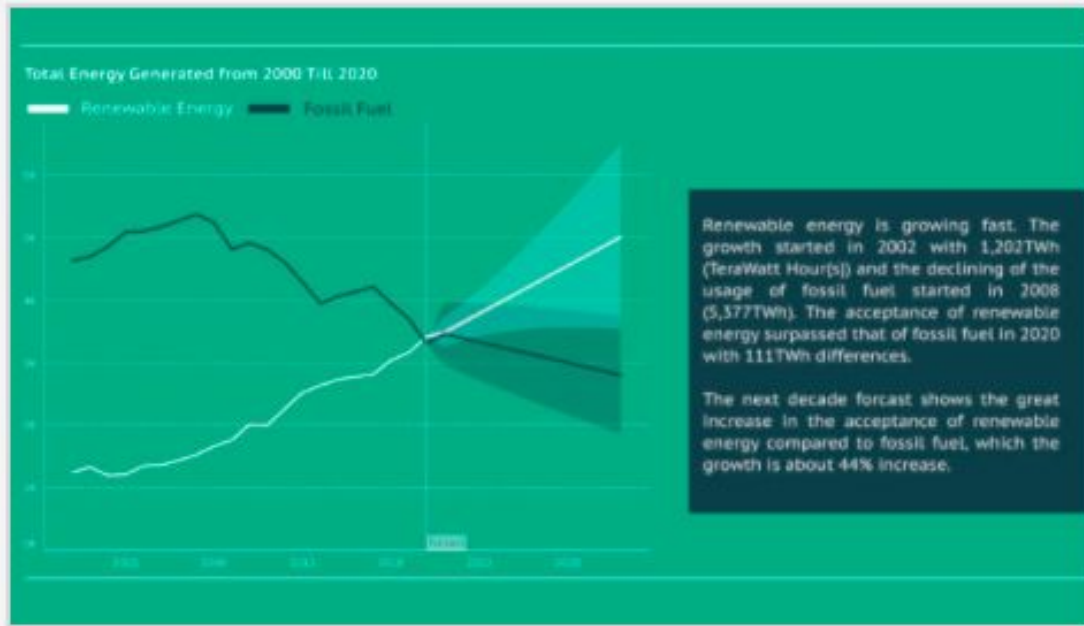 Total Energy Generated from 2000 Till 2020
Renewable Energy Fossil Fuel
Renewable energy is growing fast. The
growth started in 2002 with 1,202TWh
(TeraWatt Hour[s]) and the declining of the
usage of fossil fuel started in 2008
(5,377TWh). The acceptance of renewable
energy surpassed that of fossil fuel in 2020
with 111TWh differences.
The next decade forcast shows the great
increase in the acceptance of renewable
energy compared to fossil fuel, which the
growth is about 44% increase.